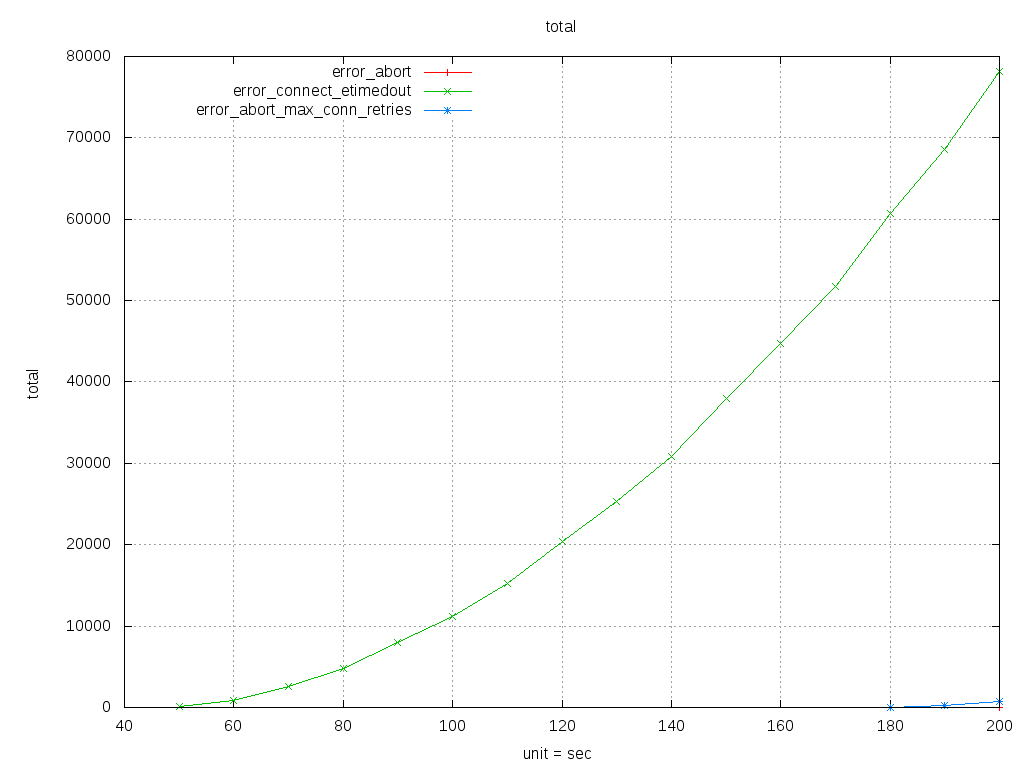 total
80000
70000
60000
50000
40000
30000
20000
10000
0
total
error_abort
error_connect_etimedout
error_abort_max_conn_retries
40 60 80 100 120 140 160 180 200
unit = sec